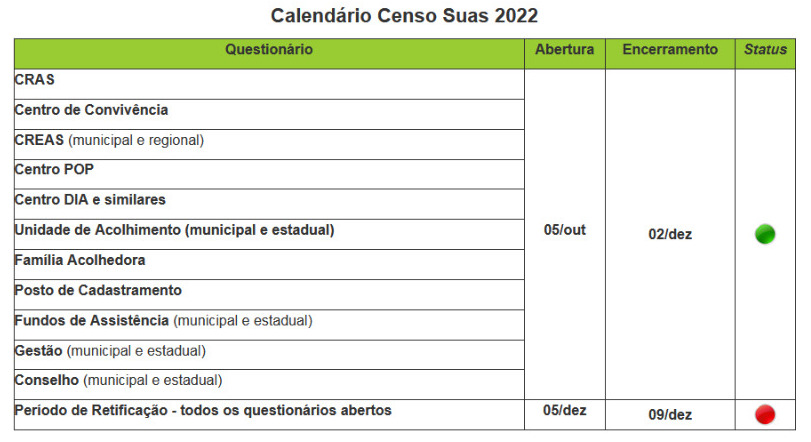 Calendário Censo Suas 2022
Questionário Abertura Encerramento Status
CRAS
Centro de Convivência
CREAS (municipal e regional)
Centro POP
Centro DIA e similares
Unidade de Acolhimento (municipal e estadual) 05/out 02/dez
Família Acolhedora
Posto de Cadastramento
Fundos de Assistência (municipal e estadual)
Gestão (municipal e estadual)
Conselho (municipal e estadual)
Período de Retificação - todos os questionários abertos 05/dez 09/dez